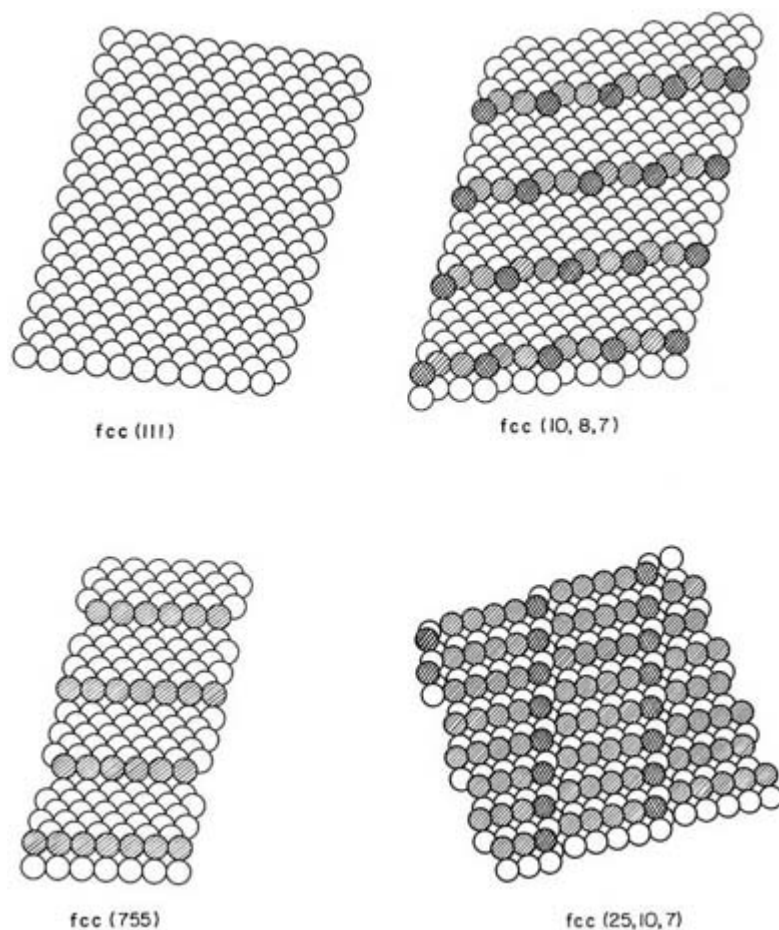 fcc (111)
fcc (10, 8, 7)
fcc (755)
fcc (25, 10, 7)